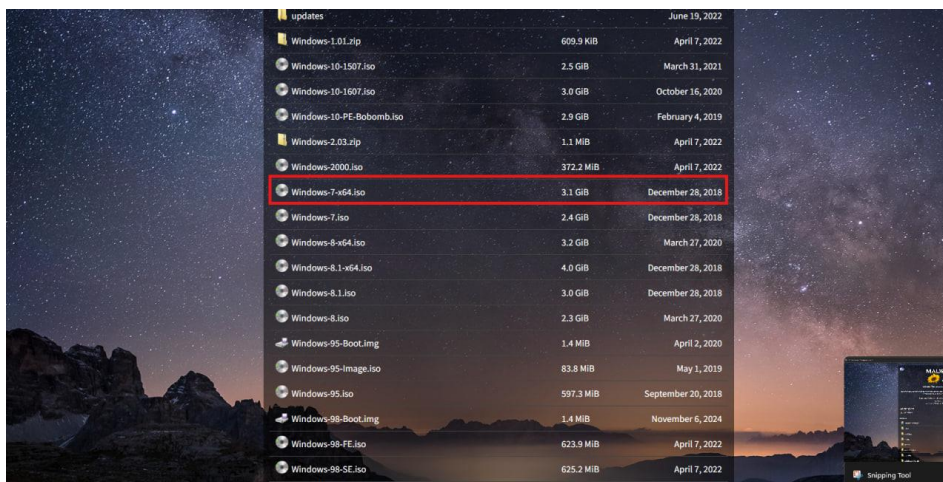 updates - June 19, 2022
Windows-1.01.zip 609.9 KiB April 7, 2022
Windows-10-1507.iso 2.5 GiB March 31, 2021
Windows-10-1607.iso 3.0 GiB October 16, 2020
Windows-10-PE-Bobomb.iso 2.9 GiB February 4, 2019
Windows-2.03.zip 1.1 MiB April 7, 2022
Windows-2000.iso 372.2 MiB April 7, 2022
Windows-7-x64.iso 3.1 GiB December 28, 2018
Windows-7.iso 2.4 GiB December 28, 2018
Windows-8-x64.iso 3.2 GiB March 27, 2020
Windows-8.1-x64.iso 4.0 GiB December 28, 2018
Windows-8.1.iso 3.0 GiB December 28, 2018
Windows-8.iso 2.3 GiB March 27, 2020
Windows-95-Boot.img 1.4 MiB April 2, 2020
Windows-95-Image.iso 83.8 MiB May 1, 2019
Windows-95.iso 597.3 MiB September 20, 2018
Windows-98-Boot.img 1.4 MiB November 6, 2024
Windows-98-FE.iso 623.9 MiB April 7, 2022
Windows-98-SE.iso 625.2 MiB April 7, 2022
Snipping Tool